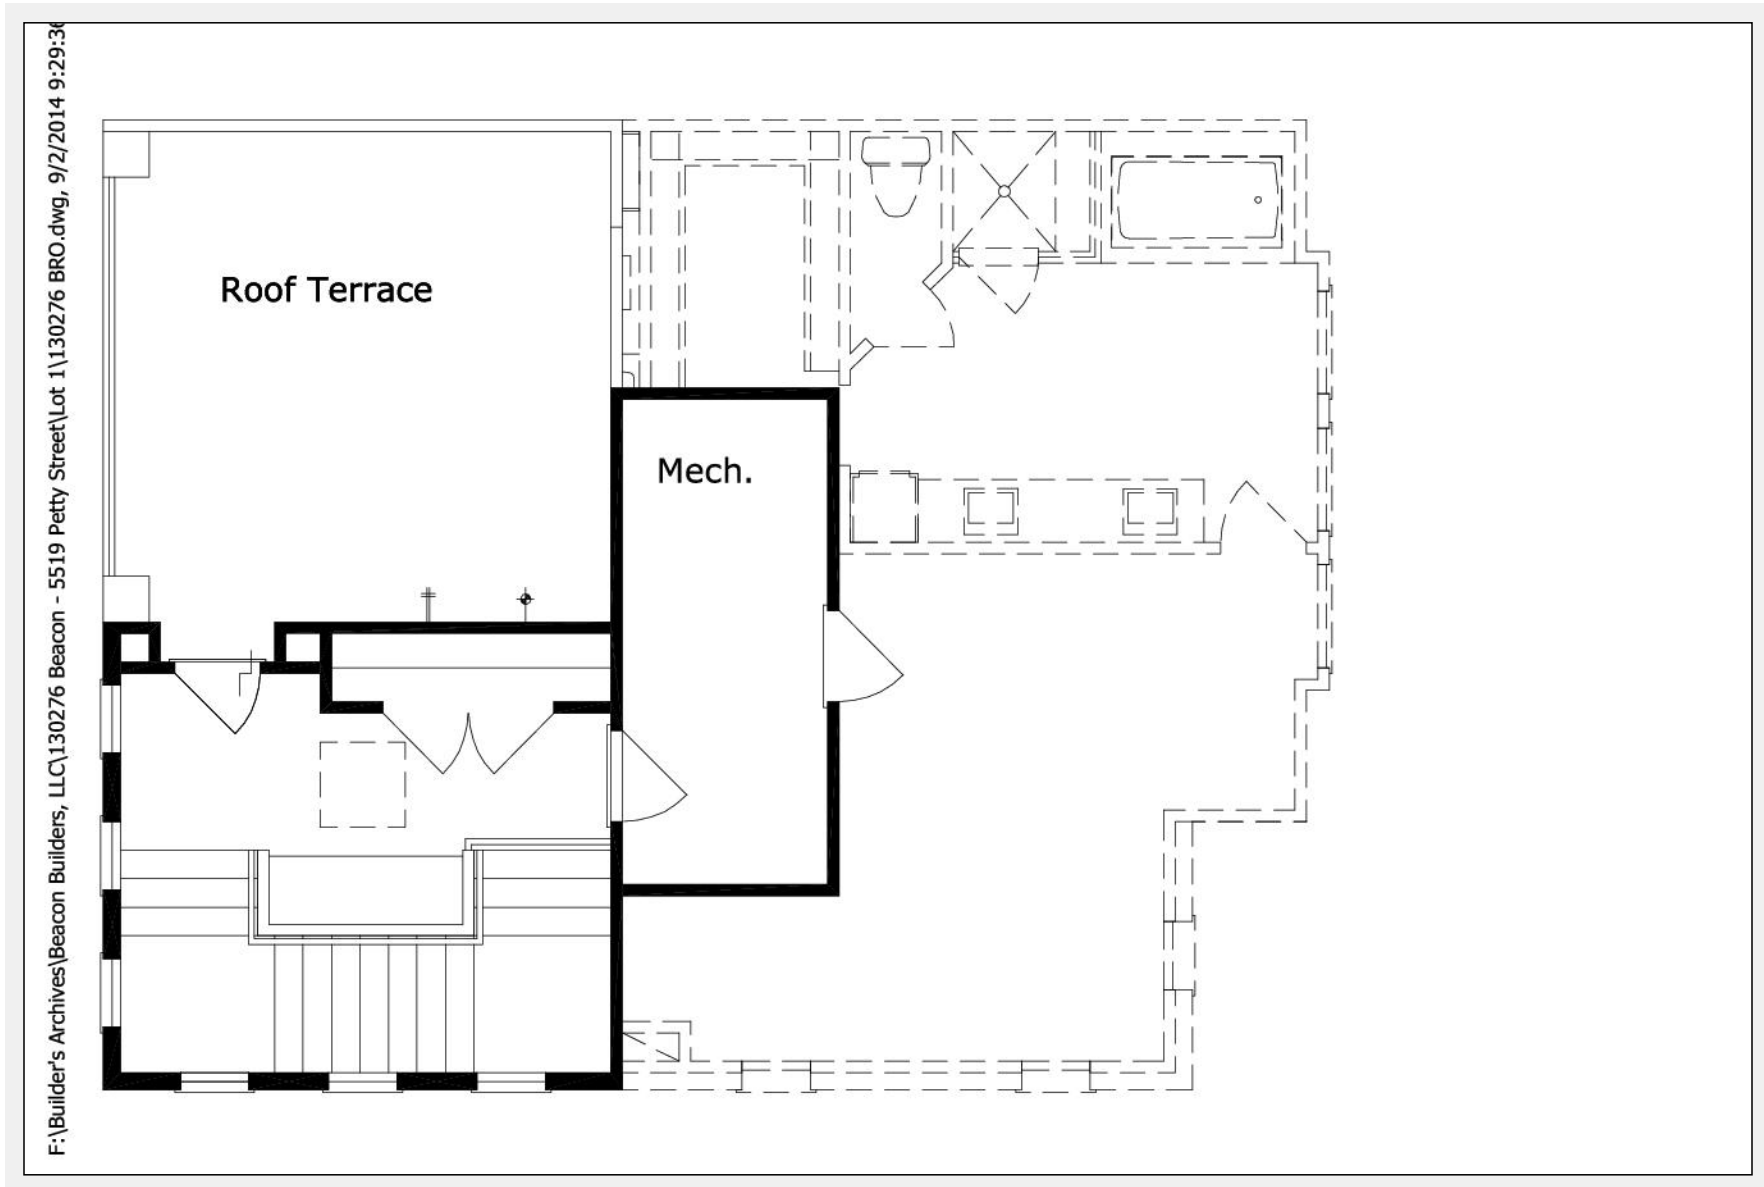 F:\Builder's Archives\Beacon Builders, LLC\130276 Beacon - 5519 Petty Street\Lot 1\130276 BRO.dwg, 9/2/2014 9:29:36
Roof Terrace
Mech.